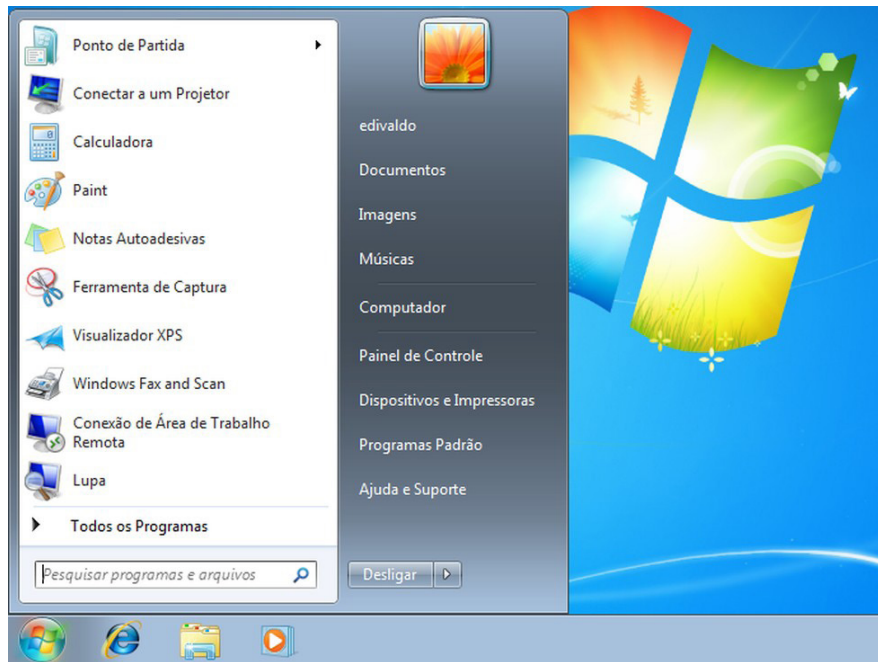 Ponto de Partida
Conectar a um Projetor
Calculadora
Paint
Notas Autoadesivas
Ferramenta de Captura
Visualizador XPS
Windows Fax and Scan
Conexão de Área de Trabalho
Remota
Lupa
Todos os Programas
Pesquisar programas e arquivos
edivaldo
Documentos
Imagens
Músicas
Computador
Painel de Controle
Dispositivos e Impressoras
Programas Padrão
Ajuda e Suporte
Desligar